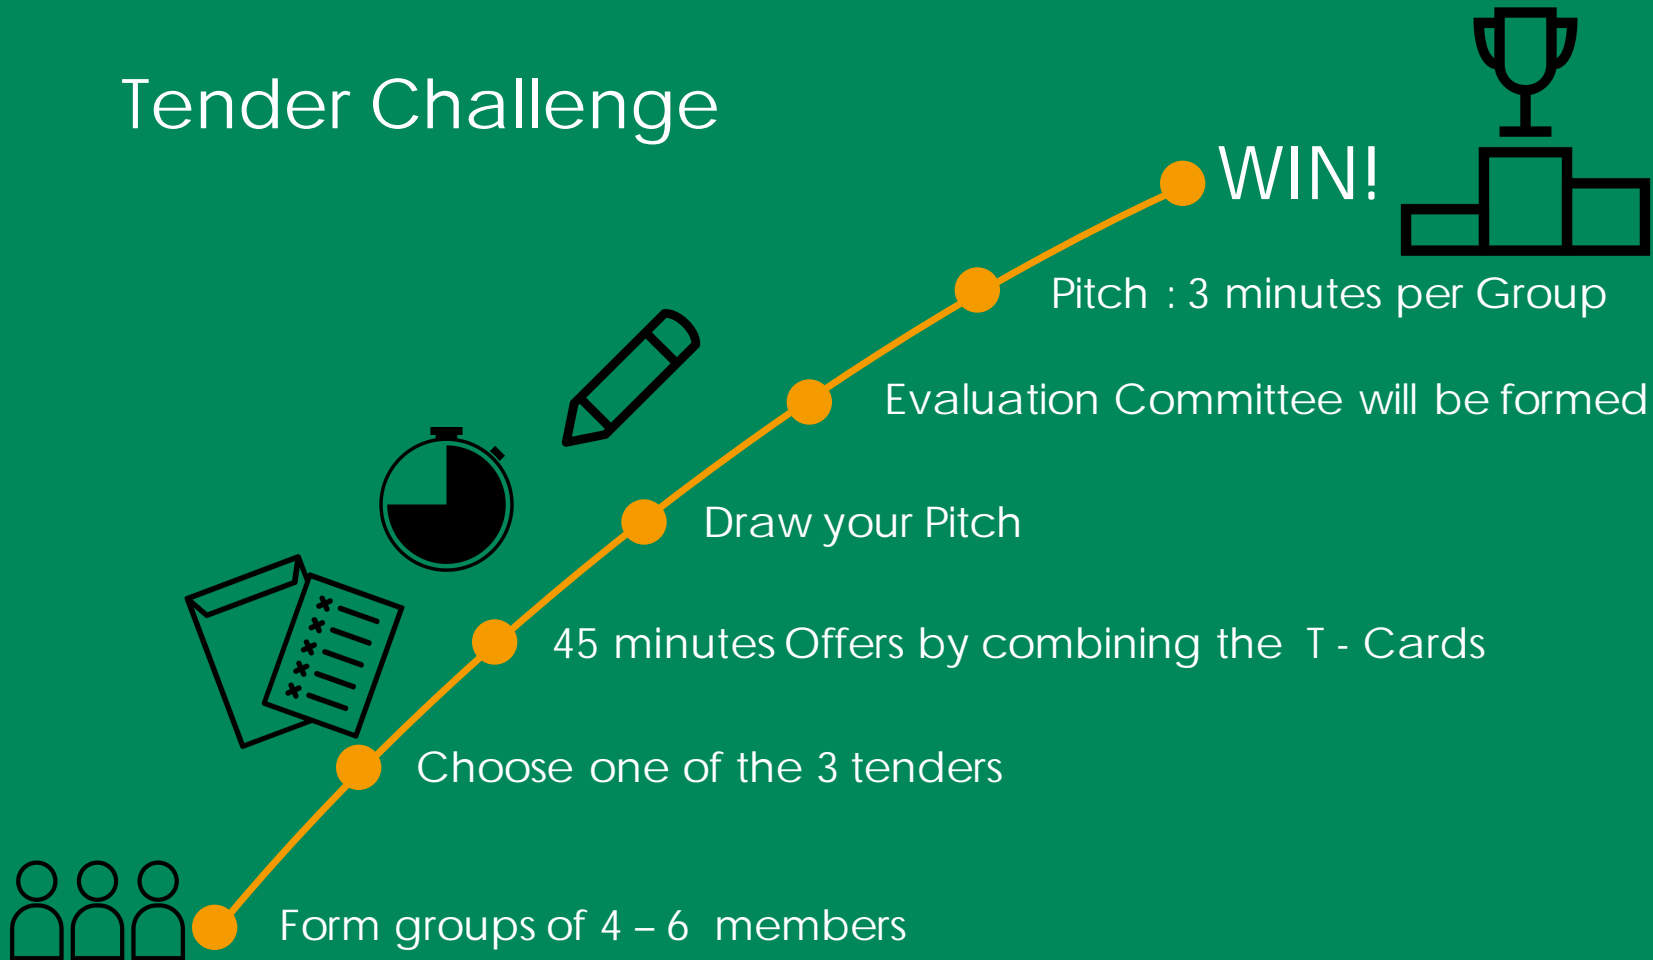 Tender Challenge
WIN!
Pitch : 3 minutes per Group
Evaluation Committee will be formed
Draw your Pitch
45 minutes Offers by combining the T - Cards
Choose one of the 3 tenders
Form groups of 4 – 6 members